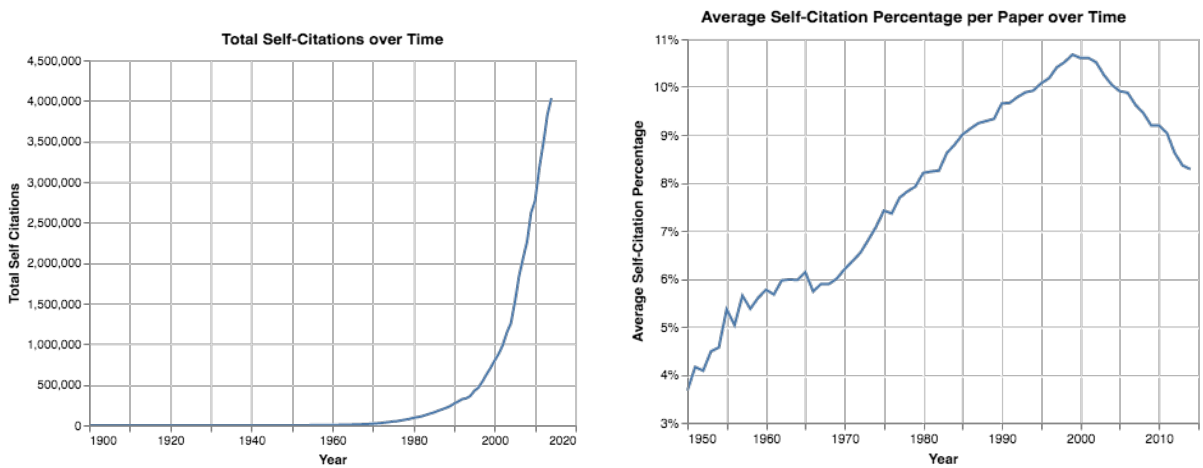 Total Self-Citations over Time
4,500,000
4,000,000
3,500,000
3,000,000
2,500,000
2,000,000
1,500,000
1,000,000
500,000
0
Total Self Citations
1900 1920 1940 1960 1980 2000 2020
Year
Average Self-Citation Percentage per Paper over Time
11%
10%
9%
8%
7%
6%
5%
4%
3%
Average Self-Citation Percentage
1950 1960 1970 1980 1990 2000 2010
Year